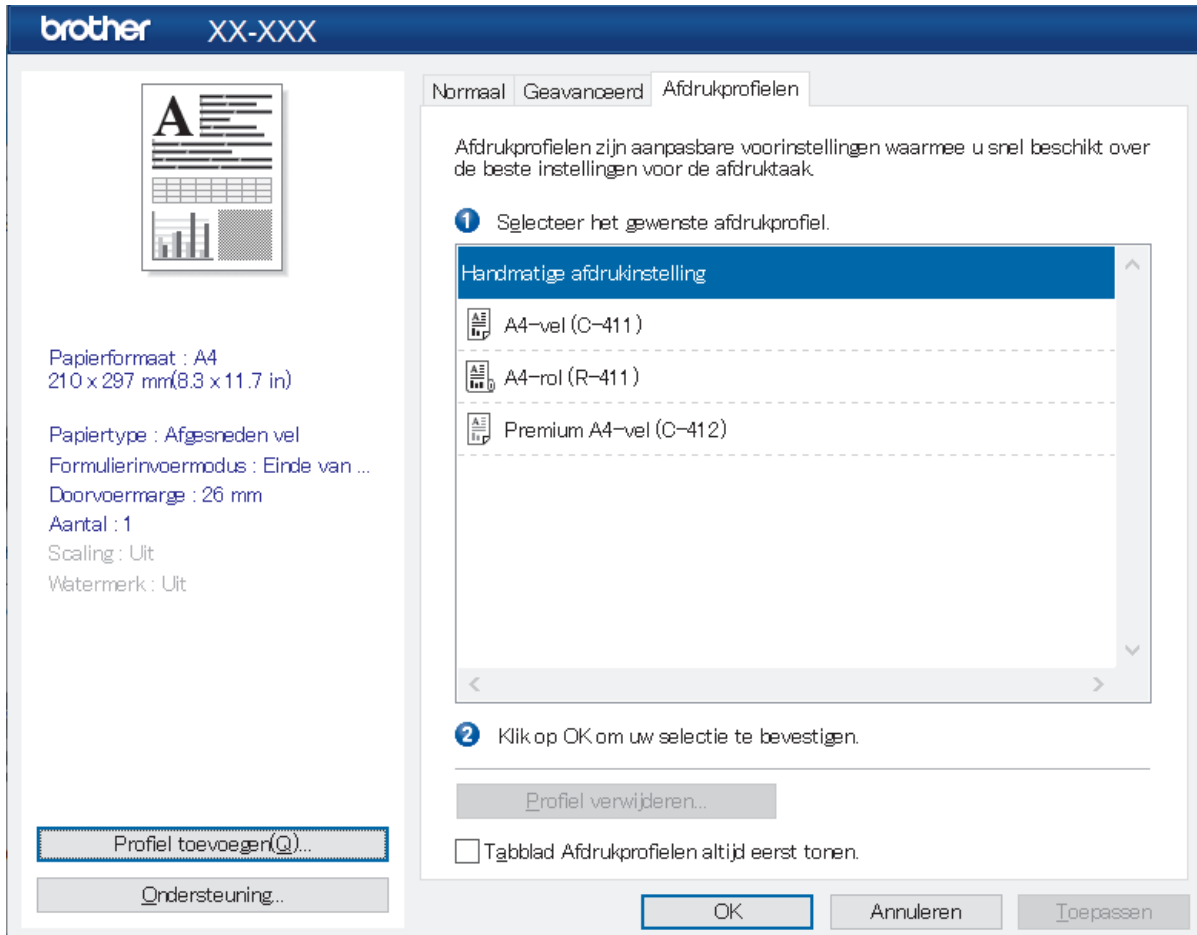 brother XX-XXX
A
Papierformaat : A4
210 x 297 mm(8.3 x 11.7 in)
Papiertype : Afgesneden vel
Formulierinvoermodus : Einde van ...
Doorvoermarge : 26 mm
Aantal : 1
Scaling : Uit
Watermerk : Uit
Profiel toevoegen(Q)...
Ondersteuning...
Normaal Geavanceerd Afdrukprofielen
Afdrukprofielen zijn aanpasbare voorinstellingen waarmee u snel beschikt over
de beste instellingen voor de afdruktaak.
1 Selecteer het gewenste afdrukprofiel.
Handmatige afdrukinstelling
A4-vel (C-411)
A4-rol (R-411)
Premium A4-vel (C-412)
2 Klik op OK om uw selectie te bevestigen.
Profiel verwijderen...
Tabblad Afdrukprofielen altijd eerst tonen.
OK Annuleren Toepassen